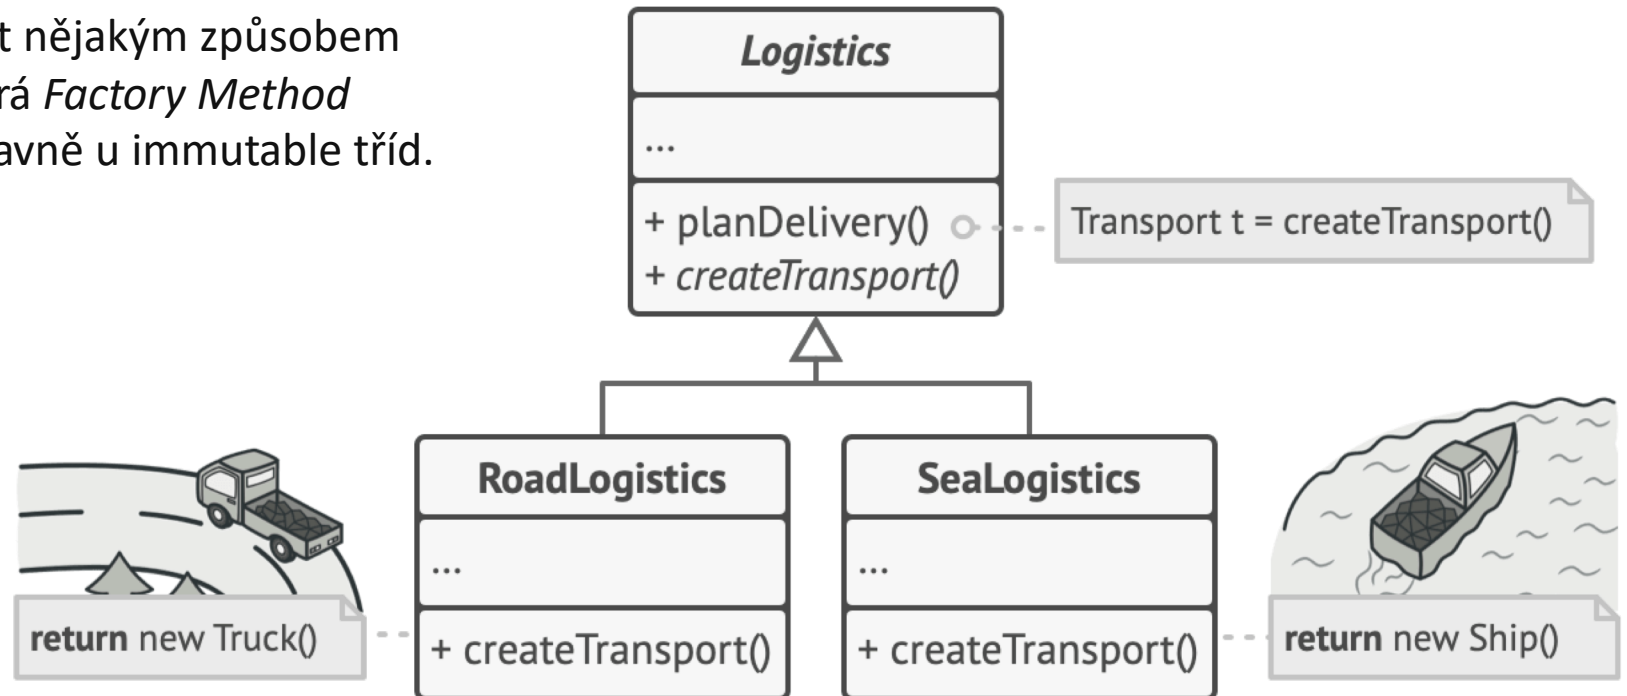 t nějakým způsobem
rá Factory Method
avně u immutable tříd.
Logistics
...
+ planDelivery()
+ createTransport()
Transport t = createTransport()
RoadLogistics
...
+ createTransport()
SeaLogistics
...
+ createTransport()
return new Truck()
return new Ship()